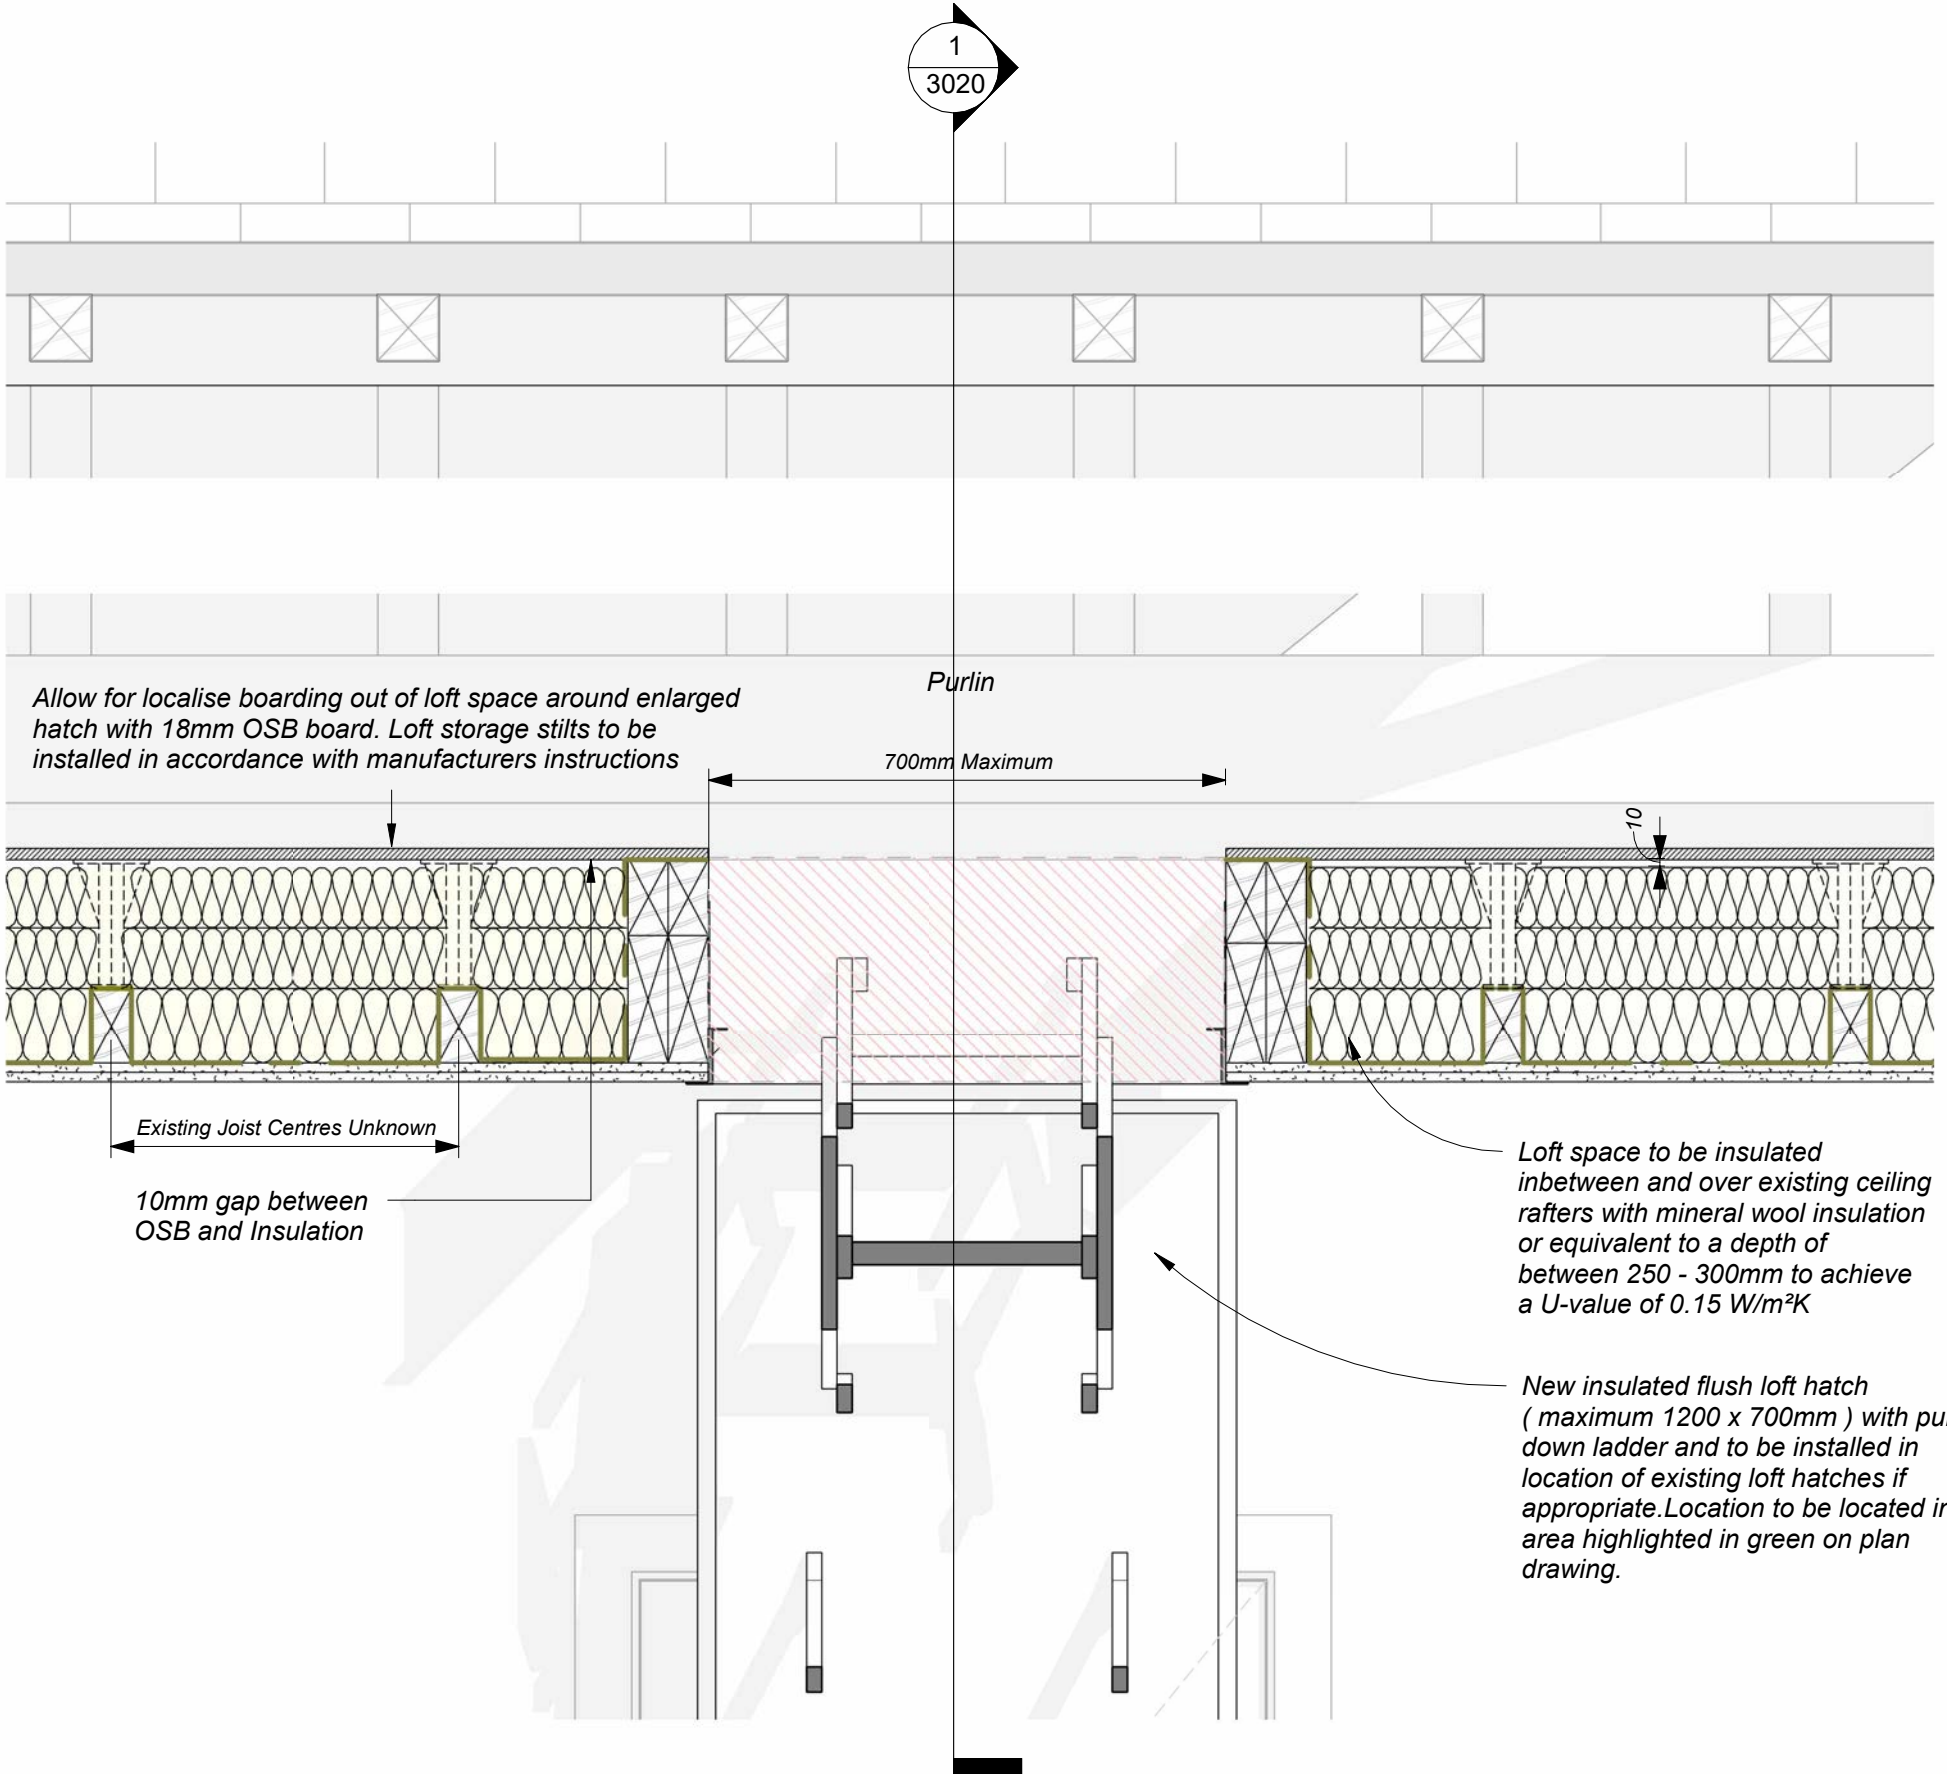 1
3020
Purlin
Allow for localise boarding out of loft space around enlarged
hatch with 18mm OSB board. Loft storage stilts to be
installed in accordance with manufacturers instructions
700mm Maximum
10
Existing Joist Centres Unknown
10mm gap between
OSB and Insulation
Loft space to be insulated
inbetween and over existing ceiling
rafters with mineral wool insulation
or equivalent to a depth of
between 250 - 300mm to achieve
a U-value of 0.15 W/m²K
New insulated flush loft hatch
( maximum 1200 x 700mm ) with
down ladder and to be installed in
location of existing loft hatches if
appropriate.Location to be located
area highlighted in green on plan
drawing.